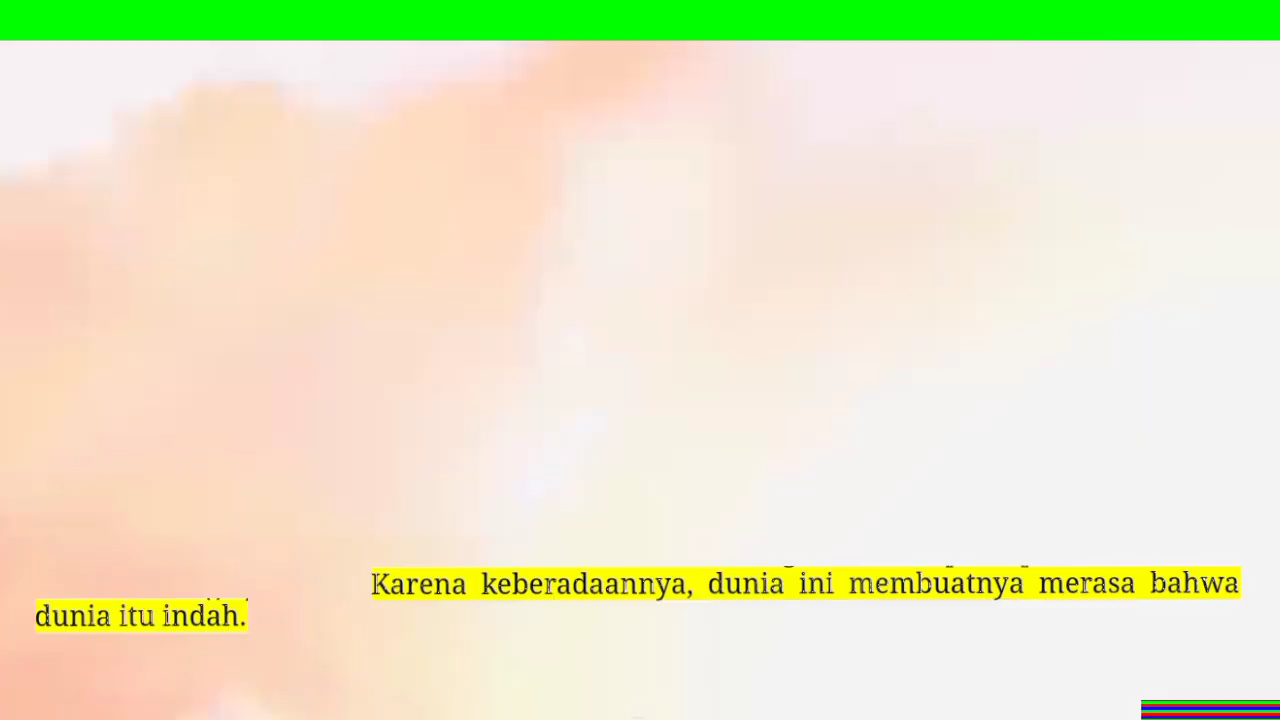 Karena keberadaannya, dunia ini membuatnya merasa bahwa
dunia itu indah.